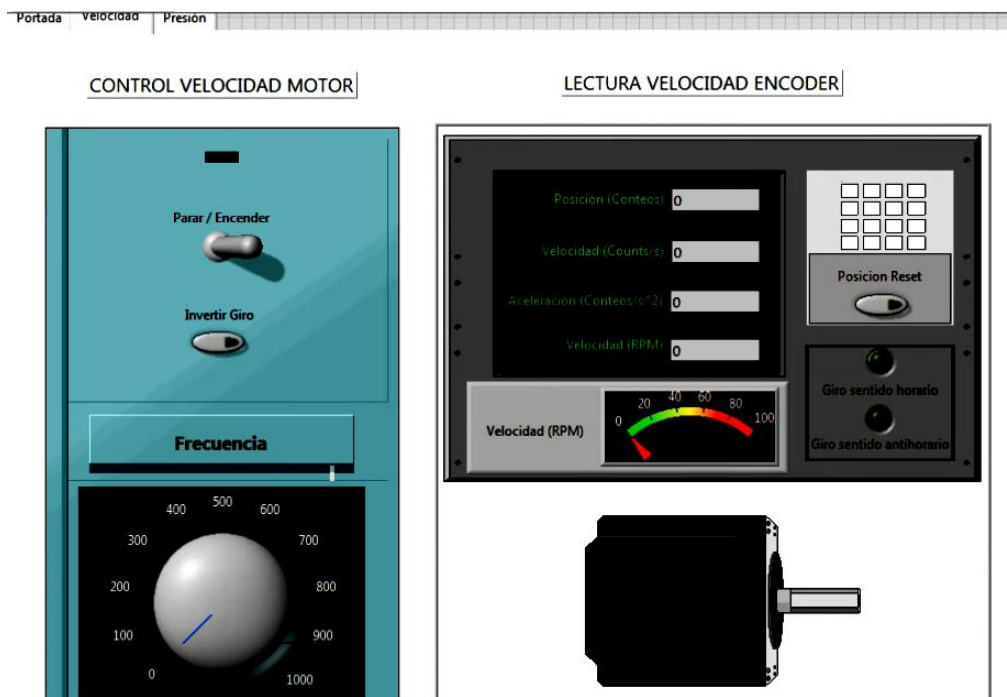 Portada Velocidad Presión
CONTROL VELOCIDAD MOTOR
LECTURA VELOCIDAD ENCODER
Parar / Encender
Invertir Giro
Frecuencia
0
100
200
300
400
500
600
700
800
900
1000
Posicion (Conteos) 0
Velocidad (Counts/s) 0
Aceleración (Conteos/s^2) 0
Velocidad (RPM) 0
Posicion Reset
Giro sentido horario
Giro sentido antihorario
Velocidad (RPM)
0 20 40 60 80 100